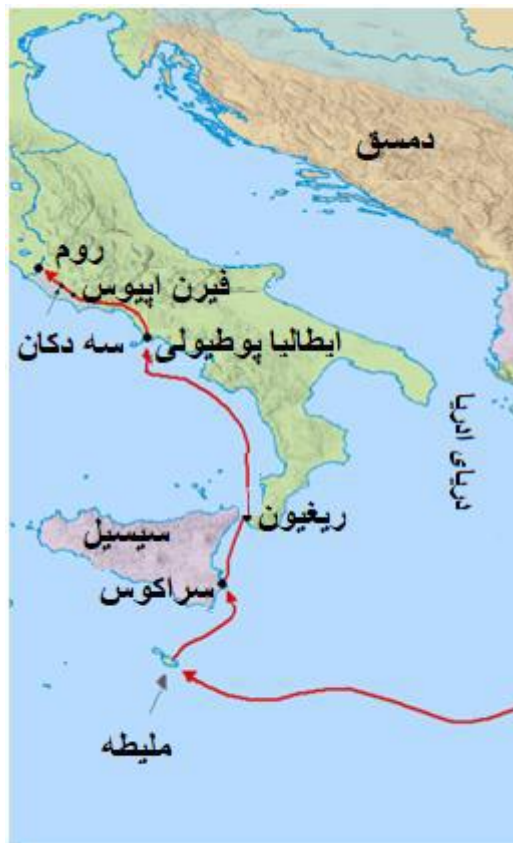 دمسق
روم
فیرن اپیوس
سه دکان
ایطالیا پوطیولی
دریای ادریا
ریغیون
سیسیل
سراکوس
ملیطه